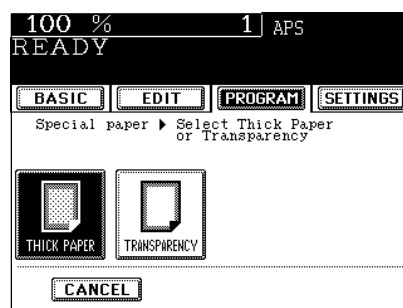 100 % 1 APS
READY
BASIC EDIT PROGRAM SETTINGS
Special paper ▶ Select Thick Paper
or Transparency
THICK PAPER TRANSPARENCY
CANCEL